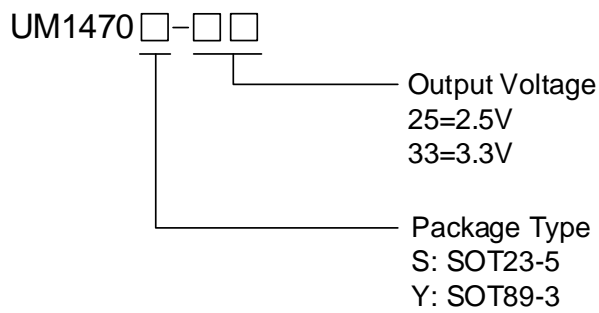 UM1470□-□□
Output Voltage
25=2.5V
33=3.3V
Package Type
S: SOT23-5
Y: SOT89-3